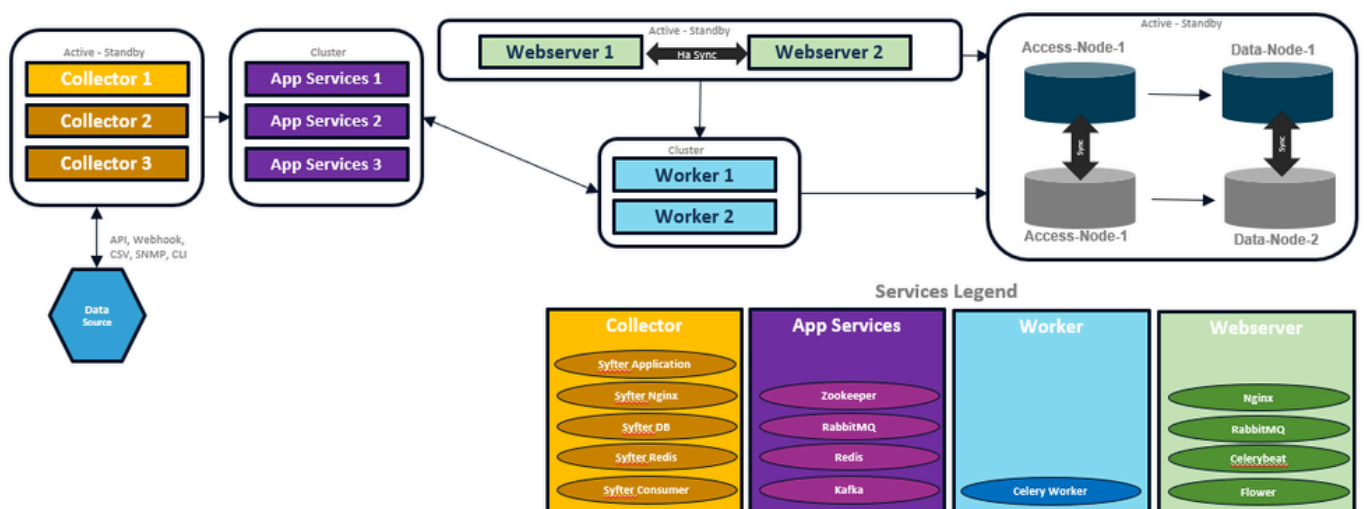 Active - Standby
Collector 1
Collector 2
Collector 3
Cluster
App Services 1
App Services 2
App Services 3
Active - Standby
Webserver 1
Ha Sync
Webserver 2
Cluster
Worker 1
Worker 2
Active - Standby
Access-Node-1
Data-Node-1
Sync
Sync
Access-Node-1
Data-Node-2
API, Webhook,
CSV, SNMP, CLI
Data
Source
Services Legend
Collector
Syfter Application
Syfter Nginx
Syfter DB
Syfter Redis
Syfter Consumer
App Services
Zookeeper
RabbitMQ
Redis
Kafka
Worker
Celery Worker
Webserver
Nginx
RabbitMQ
Celerybeat
Flower